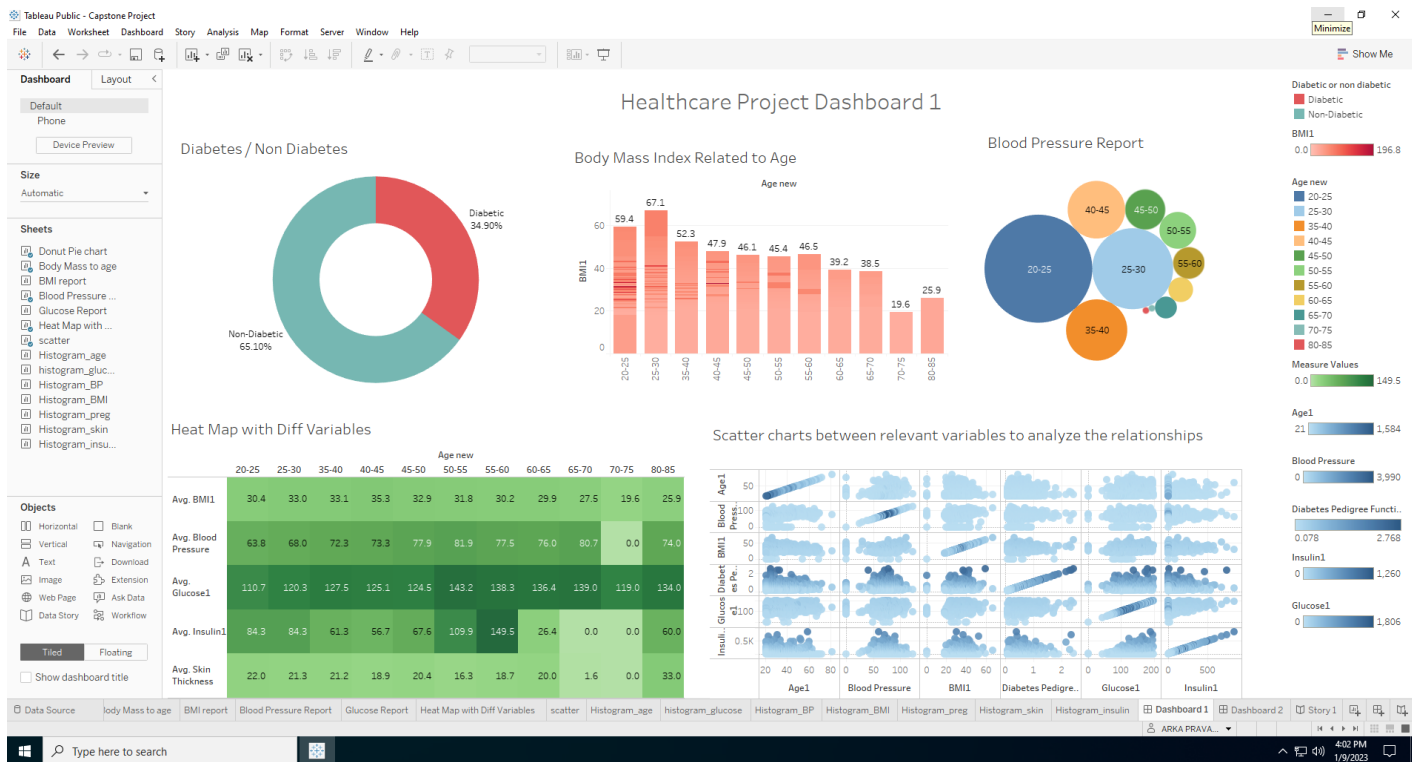 Tableau Public - Capstone Project
File Data Worksheet Dashboard Story Analysis Map Format Server Window Help
Minimize
Show Me
Dashboard Layout
Default
Phone
Device Preview
Size
Automatic
Sheets
Donut Pie chart
Body Mass to age
BMI report
Blood Pressure ...
Glucose Report
Heat Map with ...
scatter
Histogram_age
histogram_gluc...
Histogram_BP
Histogram_BMI
Histogram_preg
Histogram_skin
Histogram_insu...
Objects
Horizontal Blank
Vertical Navigation
Text Download
Image Extension
Web Page Ask Data
Data Story Workflow
Tiled Floating
Show dashboard title
Healthcare Project Dashboard 1
Diabetes / Non Diabetes
Diabetic
34.90%
Non-Diabetic
65.10%
Body Mass Index Related to Age
Age new
BMI1
60
40
20
0
59.4 67.1 52.3 47.9 46.1 45.4 46.5 39.2 38.5 19.6 25.9
20-25 25-30 35-40 40-45 45-50 50-55 55-60 60-65 65-70 70-75 80-85
Blood Pressure Report
40-45 45-50
50-55
20-25 25-30 55-60
35-40
Diabetic or non diabetic
Diabetic
Non-Diabetic
BMI1
0.0 196.8
Age new
20-25
25-30
35-40
40-45
45-50
50-55
55-60
60-65
65-70
70-75
80-85
Measure Values
0.0 149.5
Age1
21 1,584
Blood Pressure
0 3,990
Diabetes Pedigree Functi..
0.078 2.768
Insulin1
0 1,260
Glucose1
0 1,806
Heat Map with Diff Variables
Age new
20-25 25-30 35-40 40-45 45-50 50-55 55-60 60-65 65-70 70-75 80-85
Avg. BMI1 30.4 33.0 33.1 35.3 32.9 31.8 30.2 29.9 27.5 19.6 25.9
Avg. Blood Pressure 63.8 68.0 72.3 73.3 77.9 81.9 77.5 76.0 80.7 0.0 74.0
Avg. Glucose1 110.7 120.3 127.5 125.1 124.5 143.2 138.3 136.4 139.0 119.0 134.0
Avg. Insulin1 84.3 84.3 61.3 56.7 67.6 109.9 149.5 26.4 0.0 0.0 60.0
Avg. Skin Thickness 22.0 21.3 21.2 18.9 20.4 16.3 18.7 20.0 1.6 0.0 33.0
Scatter charts between relevant variables to analyze the relationships
Age1 50
Blood Press.. 100 0
BMI1 50 0
Diabet es Pe.. 2 0
Glucos e1 100
Insuli.. 0.5K
20 40 60 80 0 50 100 0 20 40 60 0 1 2 0 100 200 0 500
Age1 Blood Pressure BMI1 Diabetes Pedigre.. Glucose1 Insulin1
Data Source ody Mass to age BMI report Blood Pressure Report Glucose Report Heat Map with Diff Variables scatter Histogram_age histogram_glucose Histogram_BP Histogram_BMI Histogram_preg Histogram_skin Histogram_insulin Dashboard 1 Dashboard 2 Story 1
ARKA PRAVA...
Type here to search
4:02 PM
1/9/2023